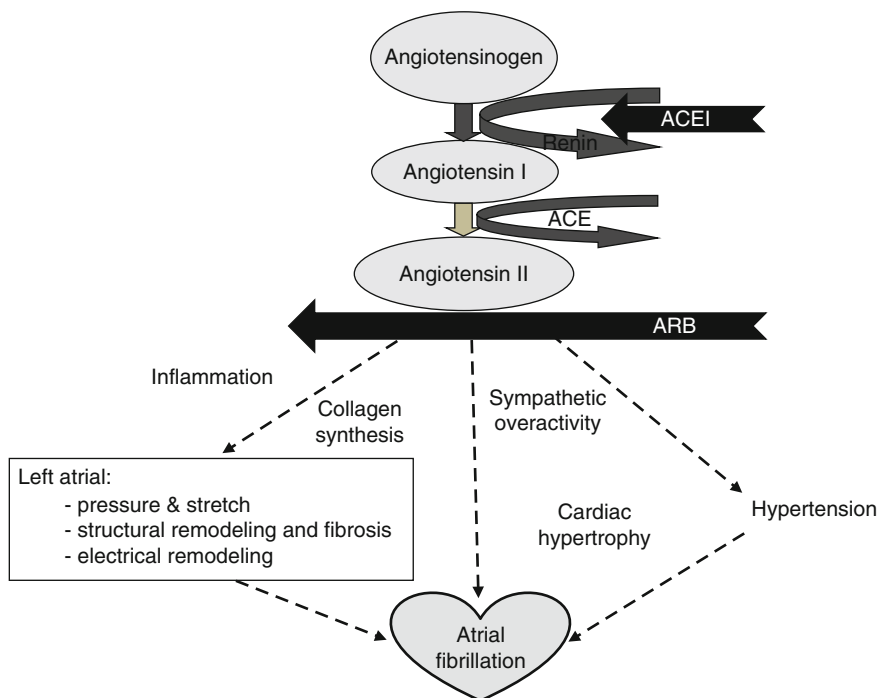 Angiotensinogen
ACEI
Renin
Angiotensin I
ACE
Angiotensin II
ARB
Inflammation
Collagen
synthesis
Sympathetic
overactivity
Left atrial:
- pressure & stretch
- structural remodeling and fibrosis
- electrical remodeling
Cardiac
hypertrophy
Hypertension
Atrial
fibrillation